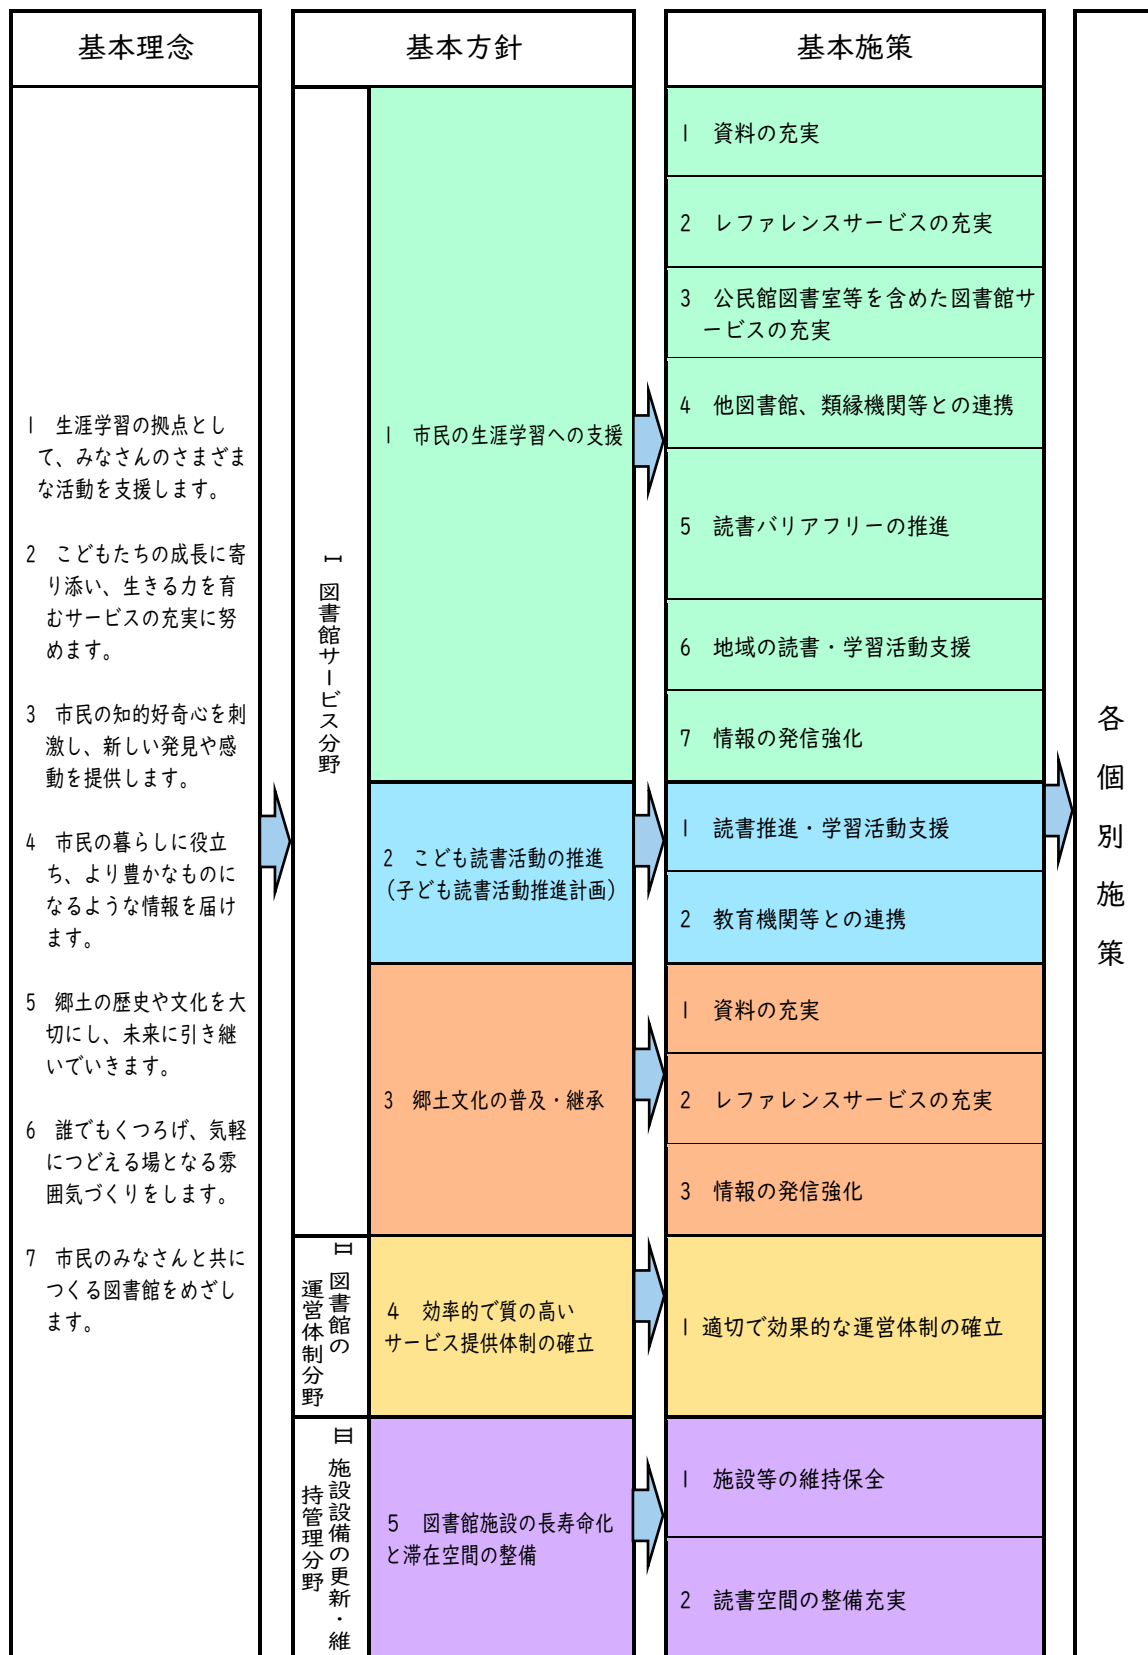 基本理念
1　生涯学習の拠点とし
て、みなさんのさまざま
な活動を支援します。
2　こどもたちの成長に寄
り添い、生きる力を育
むサービスの充実に努
めます。
3　市民の知的好奇心を刺
激し、新しい発見や感
動を提供します。
4　市民の暮らしに役立
ち、より豊かなものに
なるような情報を届け
ます。
5　郷土の歴史や文化を大
切にし、未来に引き継
いでいきます。
6　誰でもくつろげ、気軽
につどえる場となる雰
囲気づくりをします。
7　市民のみなさんと共に
つくる図書館をめざし
ます。
基本方針
Ⅰ　図書館サービス分野
1　市民の生涯学習への支援
2　こども読書活動の推進
（子ども読書活動推進計画）
3　郷土文化の普及・継承
Ⅱ　図書館の
運営体制分野
4　効率的で質の高い
サービス提供体制の確立
Ⅲ　施設設備の更新・維
持管理分野
5　図書館施設の長寿命化
と滞在空間の整備
基本施策
1　資料の充実
2　レファレンスサービスの充実
3　公民館図書室等を含めた図書館サ
ービスの充実
4　他図書館、類縁機関等との連携
5　読書バリアフリーの推進
6　地域の読書・学習活動支援
7　情報の発信強化
1　読書推進・学習活動支援
2　教育機関等との連携
1　資料の充実
2　レファレンスサービスの充実
3　情報の発信強化
1 適切で効果的な運営体制の確立
1　施設等の維持保全
2　読書空間の整備充実
各個別施策